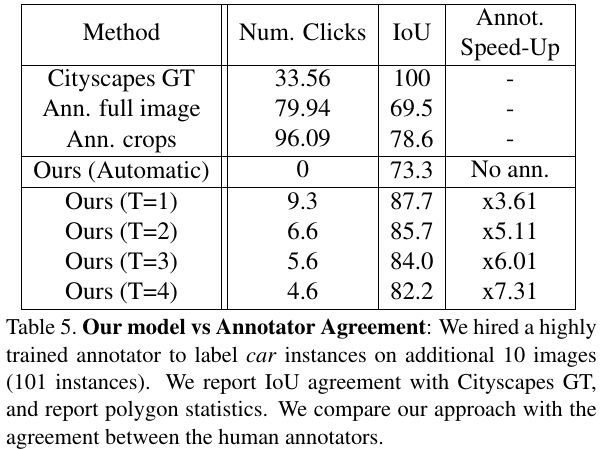 Method Num. Clicks IoU Annot. Speed-Up
Cityscapes GT 33.56 100 -
Ann. full image 79.94 69.5 -
Ann. crops 96.09 78.6 -
Ours (Automatic) 0 73.3 No ann.
Ours (T=1) 9.3 87.7 x3.61
Ours (T=2) 6.6 85.7 x5.11
Ours (T=3) 5.6 84.0 x6.01
Ours (T=4) 4.6 82.2 x7.31
Table 5. Our model vs Annotator Agreement: We hired a highly
trained annotator to label car instances on additional 10 images
(101 instances). We report IoU agreement with Cityscapes GT,
and report polygon statistics. We compare our approach with the
agreement between the human annotators.